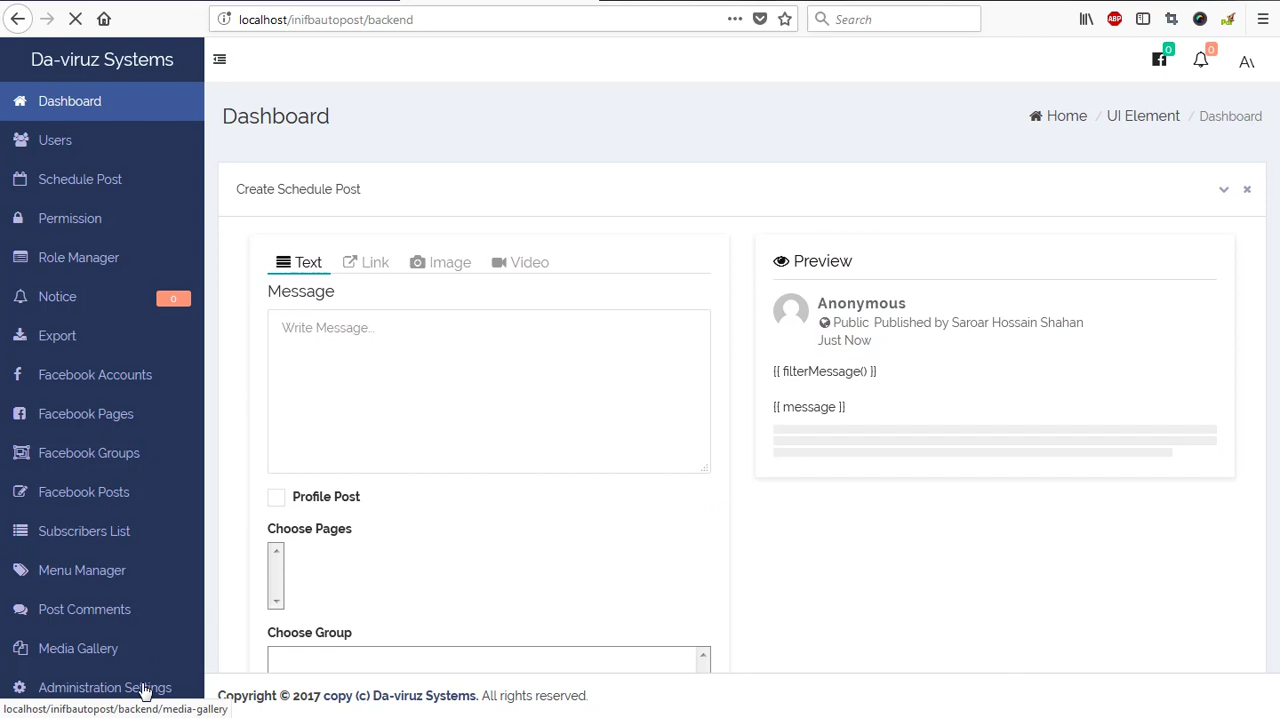 localhost/inifbautopost/backend
Search
ABP
Da-viruz Systems
0
0
Dashboard
Users
Schedule Post
Permission
Role Manager
Notice
0
Export
Facebook Accounts
Facebook Pages
Facebook Groups
Facebook Posts
Subscribers List
Menu Manager
Post Comments
Media Gallery
Administration Settings
localhost/inifbautopost/backend/media-gallery
Dashboard
Home / UI Element / Dashboard
Create Schedule Post
Text Link Image Video
Message
Write Message...
Profile Post
Choose Pages
Choose Group
Preview
Anonymous
Public Published by Saroar Hossain Shahan
Just Now
{{ filterMessage() }}
{{ message }}
Copyright © 2017 copy (c) Da-viruz Systems. All rights reserved.